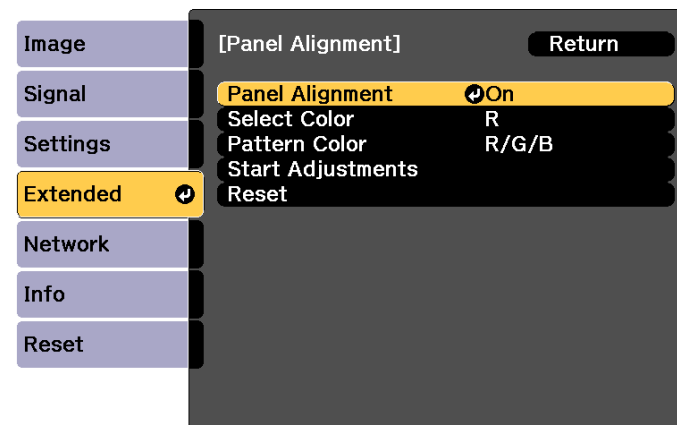 Image
Signal
Settings
Extended
Network
Info
Reset
[Panel Alignment] Return
Panel Alignment On
Select Color R
Pattern Color R/G/B
Start Adjustments
Reset